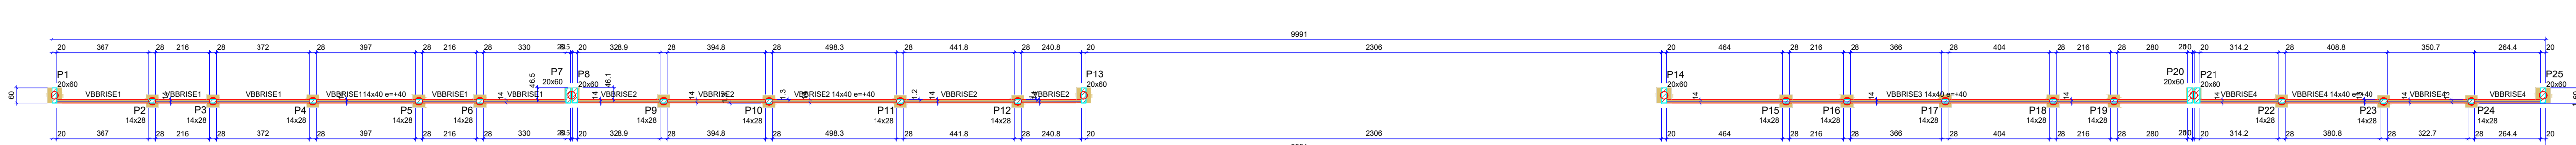 9991
20 367 28 216 28 372 28 397 28 216 28 330 20 20 328.9 28 394.8 28 498.3 28 441.8 28 240.8 20 2306 20 464 28 216 28 366 28 404 28 216 28 280 20 20 314.2 28 408.8 350.7 264.4 20
P1 P7 P8 P13 P14 P20 P21 P25
20x60 20x60 20x60 20x60 20x60 20x60 20x60 20x60
46.5 46.1
60
VBBRISE1 VBBRISE1 VBBRISE1 VBBRISE1 14x40 e=+40 VBBRISE1 VBBRISE1 VBBRISE2 VBBRISE2 VBBRISE2 14x40 e=+40 VBBRISE2 VBBRISE2 VBBRISE3 14x40 e=+40 VBBRISE4 VBBRISE4 14x40 e=+40 VBBRISE4 VBBRISE4
P2 P3 P4 P5 P6 P9 P10 P11 P12 P15 P16 P17 P18 P19 P22 P23 P24
14x28 14x28 14x28 14x28 14x28 14x28 14x28 14x28 14x28 14x28 14x28 14x28 14x28 14x28 14x28 14x28 14x28
20 367 28 216 28 372 28 397 28 216 28 330 20 20 328.9 28 394.8 28 498.3 28 441.8 28 240.8 20 2306 20 464 28 216 28 366 28 404 28 216 28 280 20 20 314.2 28 380.8 28 322.7 28 264.4 20